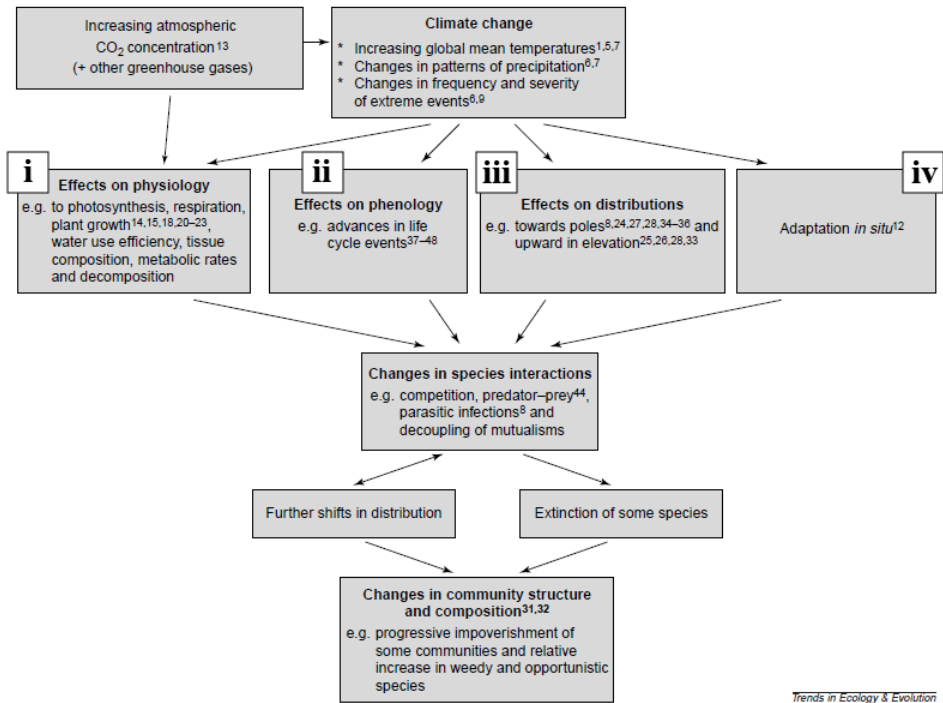 Increasing atmospheric
CO₂ concentration¹³
(+ other greenhouse gases)
Climate change
* Increasing global mean temperatures¹,⁵,⁷
* Changes in patterns of precipitation⁶,⁷
* Changes in frequency and severity
of extreme events⁶,⁹
i
Effects on physiology
e.g. to photosynthesis, respiration,
plant growth¹⁴,¹⁵,¹⁸,²⁰⁻²³,
water use efficiency, tissue
composition, metabolic rates
and decomposition
ii
Effects on phenology
e.g. advances in life
cycle events³⁷⁻⁴⁸
iii
Effects on distributions
e.g. towards poles⁸,²⁴,²⁷,²⁸,³⁴⁻³⁶ and
upward in elevation²⁵,²⁶,²⁸,³³
iv
Adaptation in situ¹²
Changes in species interactions
e.g. competition, predator–prey⁴⁴,
parasitic infections⁸ and
decoupling of mutualisms
Further shifts in distribution
Extinction of some species
Changes in community structure
and composition³¹,³²
e.g. progressive impoverishment of
some communities and relative
increase in weedy and opportunistic
species
Trends in Ecology & Evolution